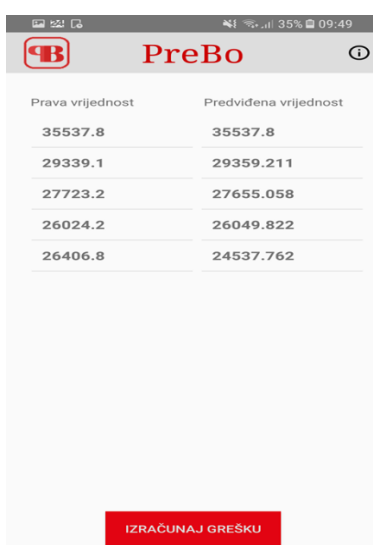 35% 09:49
PB PreBo
Prava vrijednost Predviđena vrijednost
35537.8 35537.8
29339.1 29359.211
27723.2 27655.058
26024.2 26049.822
26406.8 24537.762
IZRAČUNAJ GREŠKU